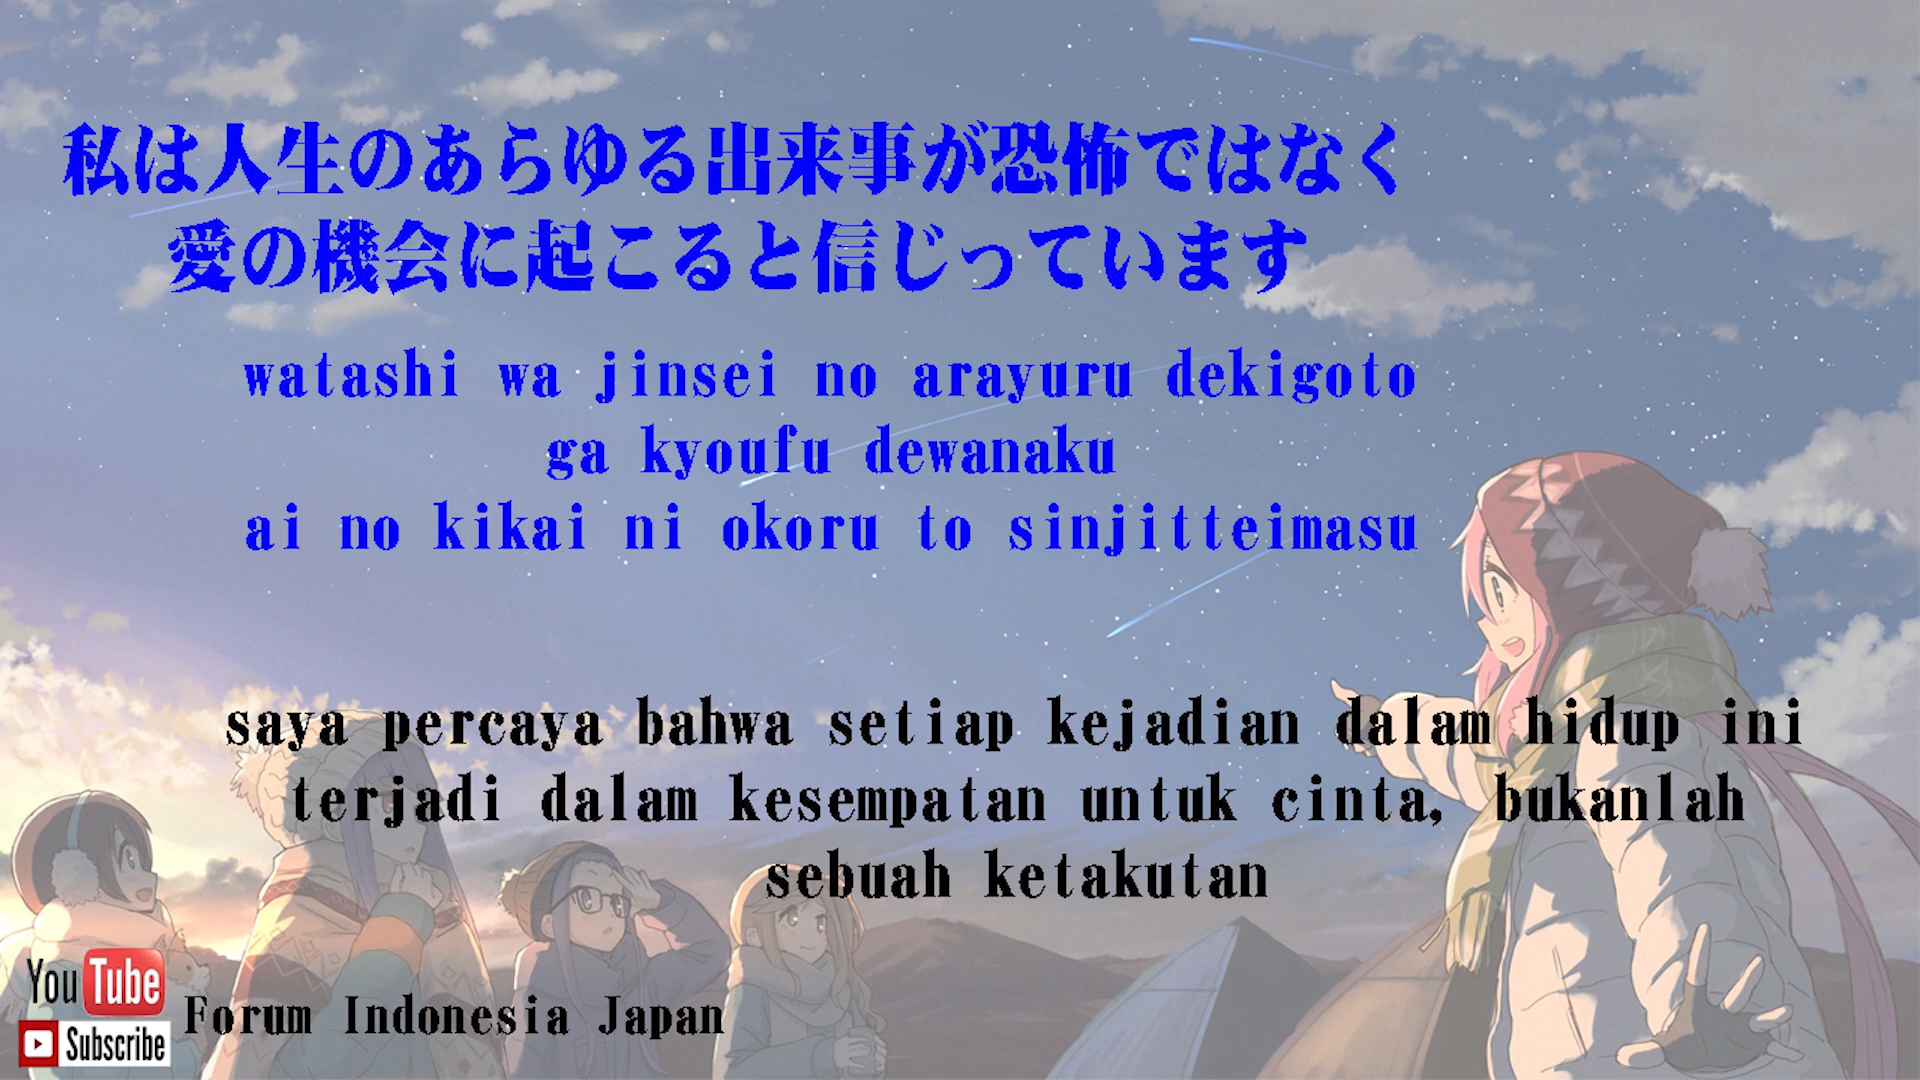 私は人生のあらゆる出来事が恐怖ではなく
愛の機会に起こると信じっています
watashi wa jinsei no arayuru dekigoto
ga kyoufu dewanaku
ai no kikai ni okoru to sinjitteimasu
saya percaya bahwa setiap kejadian dalam hidup ini
terjadi dalam kesempatan untuk cinta, bukanlah
sebuah ketakutan
YouTube
Subscribe
Forum Indonesia Japan